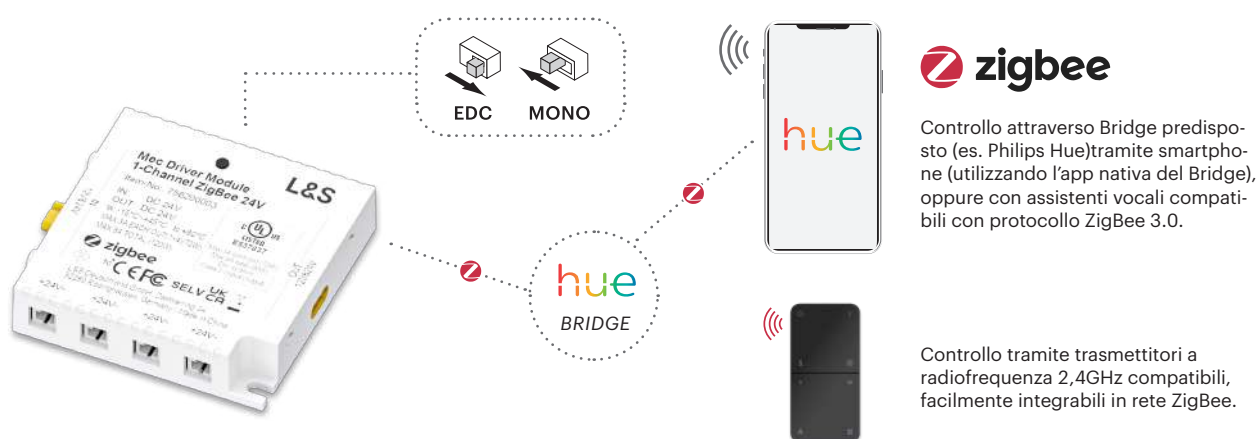 EDC MONO
Mec Driver Module
1-Channel ZigBee 24V
L&S
IN DC 24V
OUT DC 24V
zigbee
SELV
+24V-
+24V-
+24V-
+24V-
hue
BRIDGE
hue
zigbee
Controllo attraverso Bridge predispo-
sto (es. Philips Hue)tramite smartpho-
ne (utilizzando l'app nativa del Bridge),
oppure con assistenti vocali compati-
bili con protocollo ZigBee 3.0.
Controllo tramite trasmettitori a
radiofrequenza 2,4GHz compatibili,
facilmente integrabili in rete ZigBee.